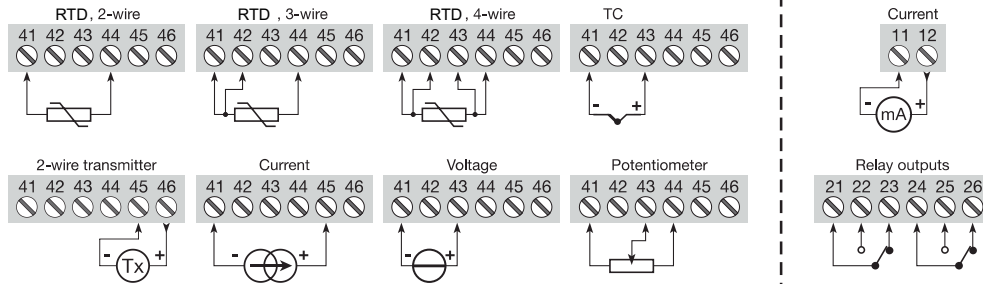 RTD, 2-wire
41 42 43 44 45 46
RTD, 3-wire
41 42 43 44 45 46
RTD, 4-wire
41 42 43 44 45 46
TC
41 42 43 44 45 46
- +
Current
11 12
- mA +
2-wire transmitter
41 42 43 44 45 46
- Tx +
Current
41 42 43 44 45 46
- +
Voltage
41 42 43 44 45 46
- +
Potentiometer
41 42 43 44 45 46
Relay outputs
21 22 23 24 25 26